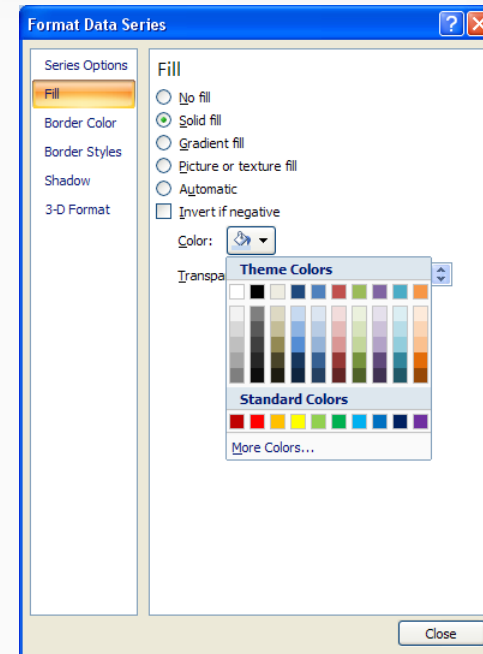 Format Data Series
Series Options
Fill
Border Color
Border Styles
Shadow
3-D Format
Fill
No fill
Solid fill
Gradient fill
Picture or texture fill
Automatic
Invert if negative
Color:
Transpa
Theme Colors
Standard Colors
More Colors...
Close